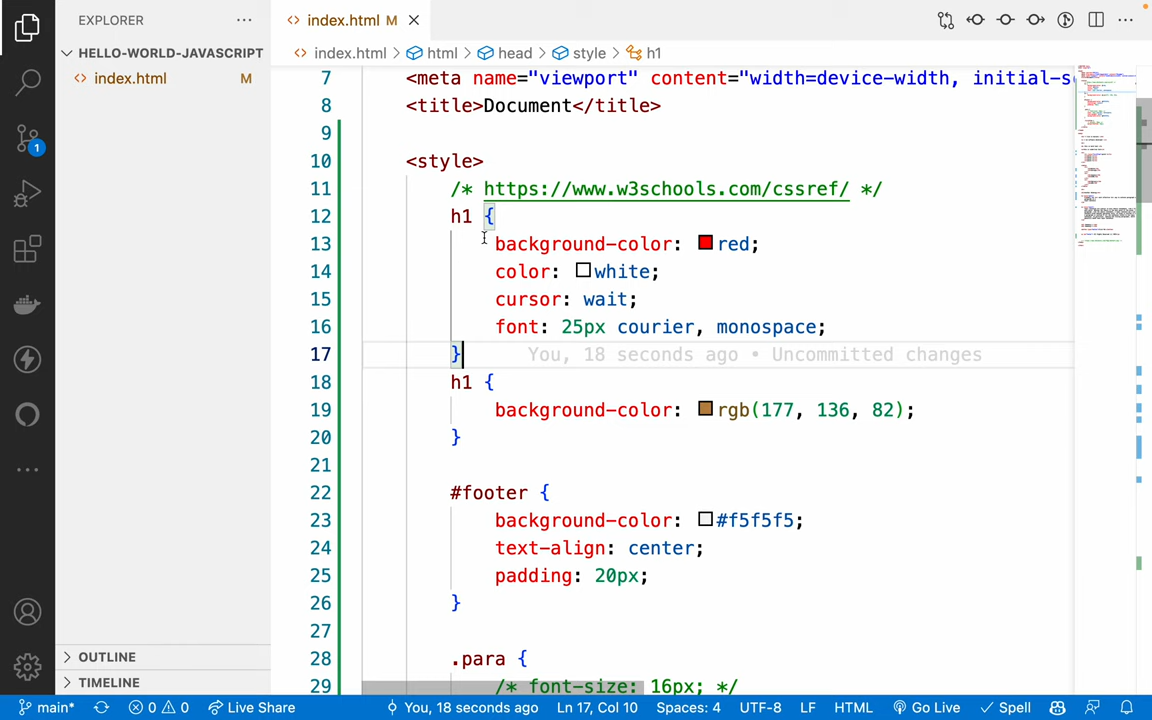 EXPLORER
HELLO-WORLD-JAVASCRIPT
index.html M
OUTLINE
TIMELINE
1
index.html M
index.html > html > head > style > h1
7 <meta name="viewport" content="width=device-width, initial-s
8 <title>Document</title>
9
10 <style>
11 /* https://www.w3schools.com/cssref/ */
12 h1 {
13 background-color: red;
14 color: white;
15 cursor: wait;
16 font: 25px courier, monospace;
17 } You, 18 seconds ago • Uncommitted changes
18 h1 {
19 background-color: rgb(177, 136, 82);
20 }
21
22 #footer {
23 background-color: #f5f5f5;
24 text-align: center;
25 padding: 20px;
26 }
27
28 .para {
29 /* font-size: 16px; */
main* 0 0 Live Share You, 18 seconds ago Ln 17, Col 10 Spaces: 4 UTF-8 LF HTML Go Live Spell